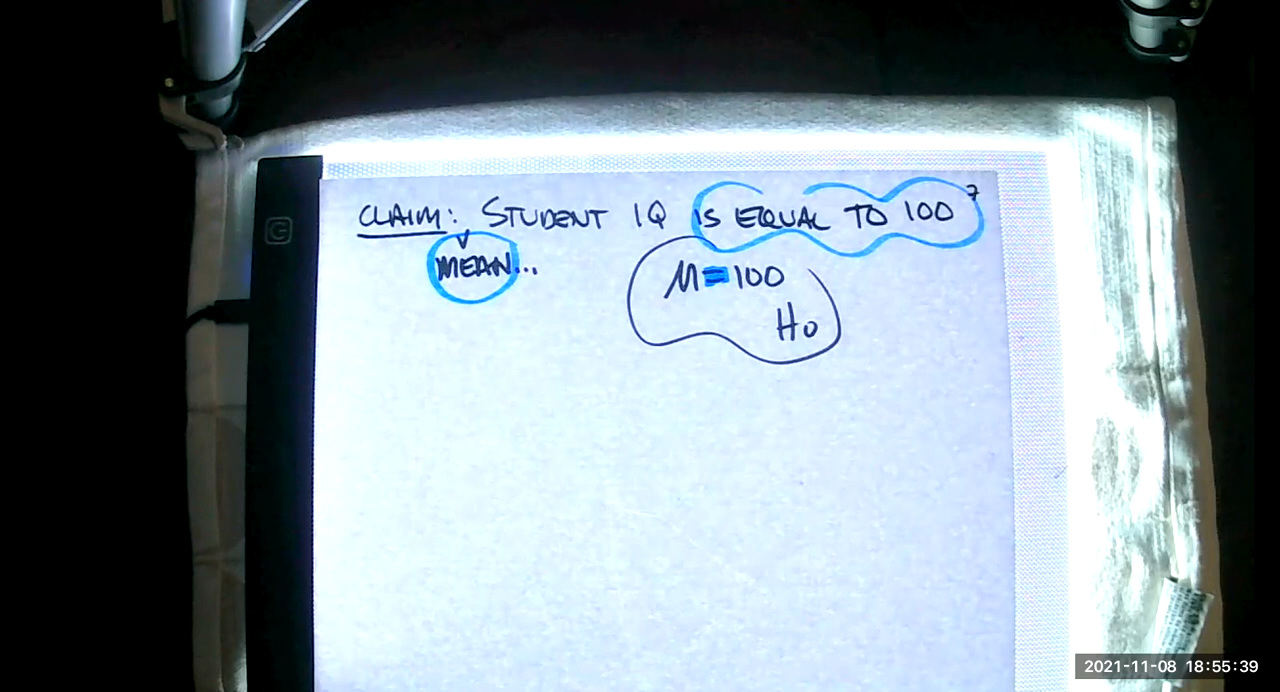 CLAIM: STUDENT IQ IS EQUAL TO 100
MEAN...
μ = 100
H₀
2021-11-08 18:55:39